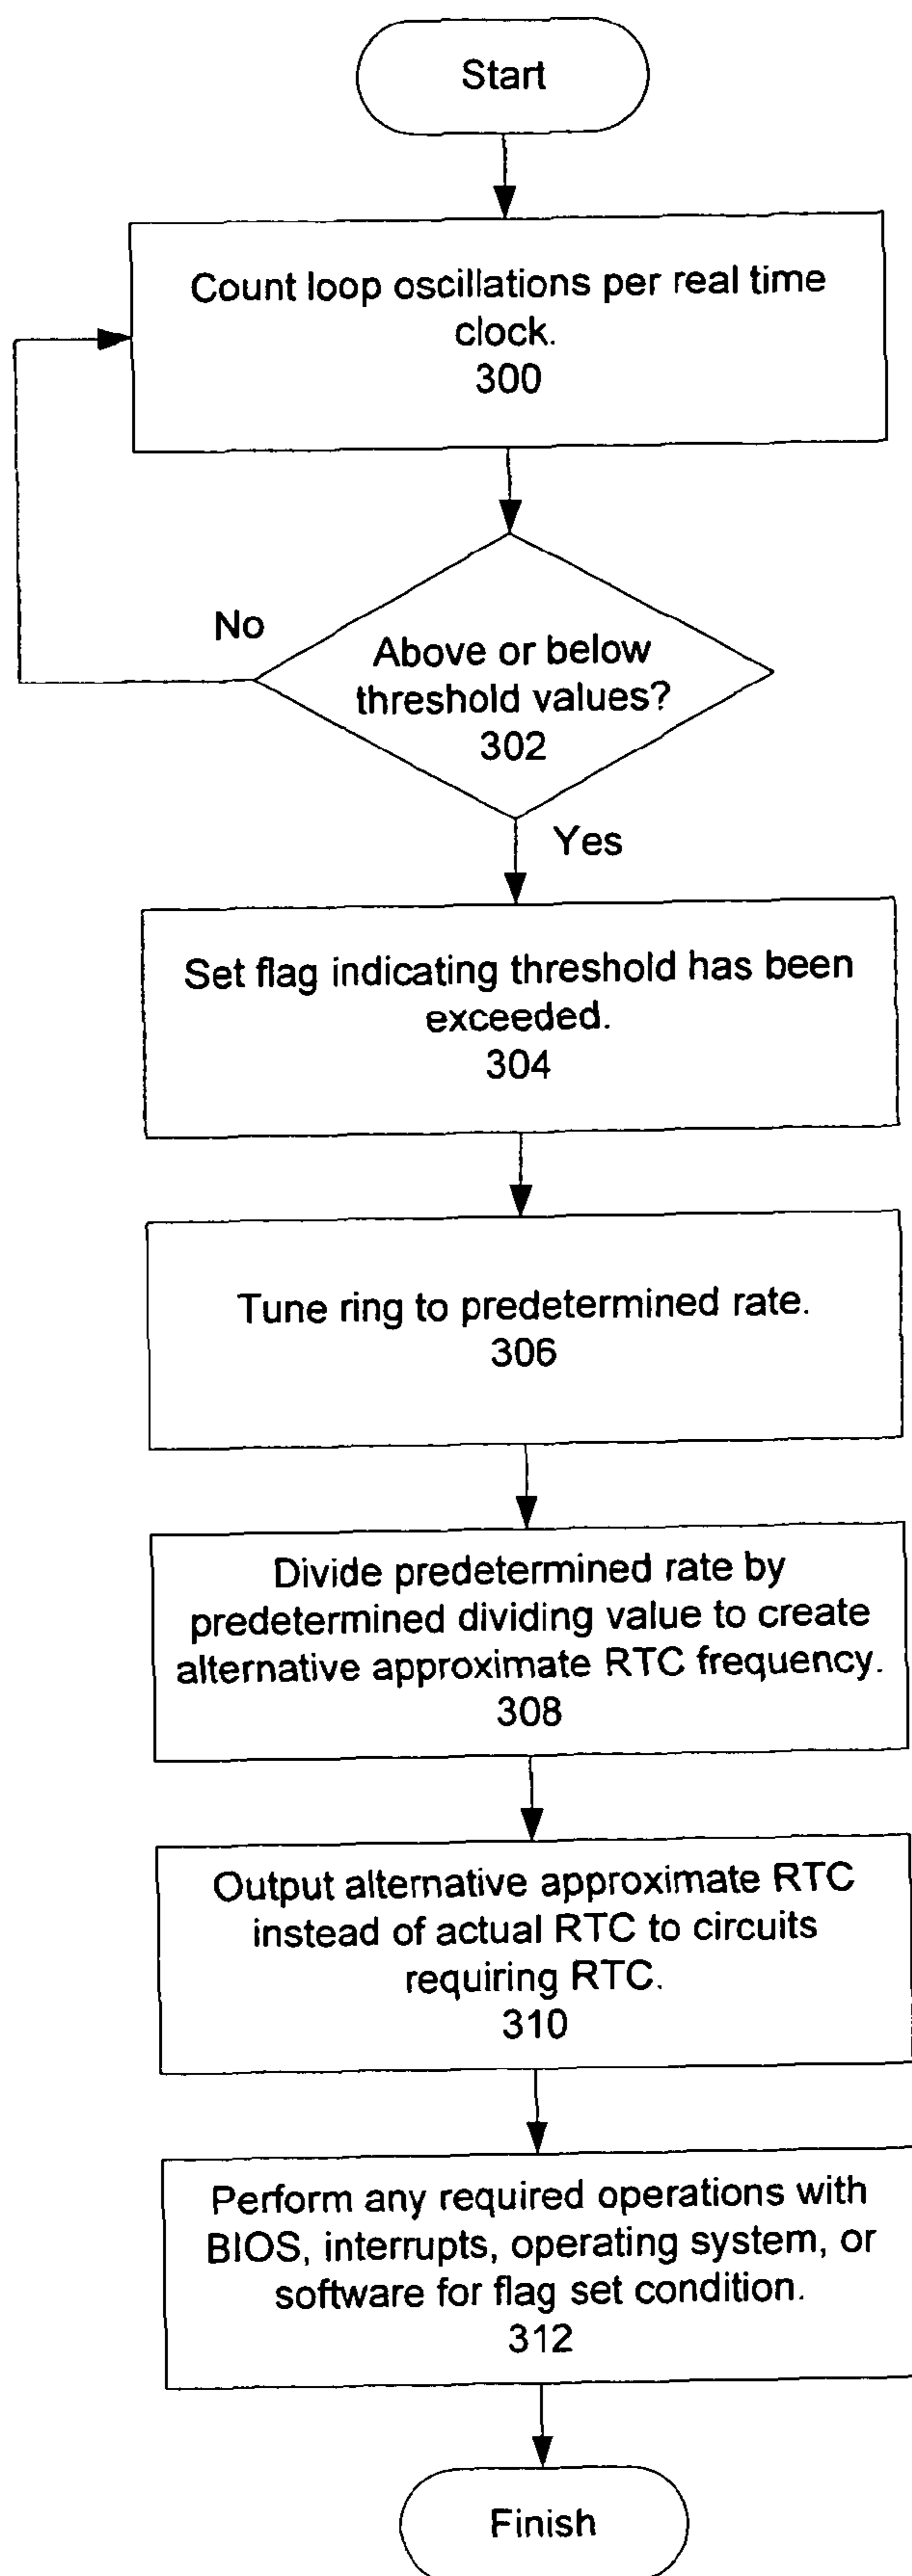 Start
Count loop oscillations per real time
clock.
300
No
Above or below
threshold values?
302
Yes
Set flag indicating threshold has been
exceeded.
304
Tune ring to predetermined rate.
306
Divide predetermined rate by
predetermined dividing value to create
alternative approximate RTC frequency.
308
Output alternative approximate RTC
instead of actual RTC to circuits
requiring RTC.
310
Perform any required operations with
BIOS, interrupts, operating system, or
software for flag set condition.
312
Finish